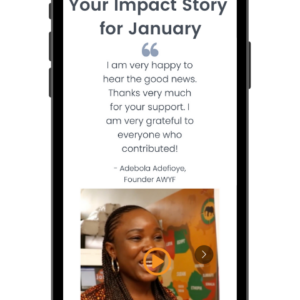 Your Impact Story
for January
I am very happy to
hear the good news.
Thanks very much
for your support. I
am very grateful to
everyone who
contributed!
- Adebola Adefioye,
Founder AWYF